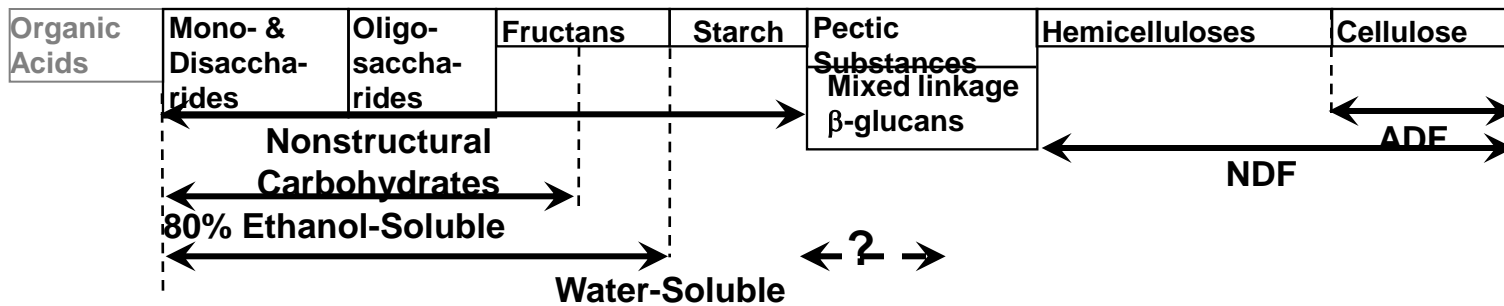 Organic
Acids
Mono- &
Disaccha-
rides
Oligo-
saccha-
rides
Fructans
Starch
Pectic
Substances
Mixed linkage
β-glucans
Hemicelluloses
Cellulose
Nonstructural
Carbohydrates
ADF
NDF
80% Ethanol-Soluble
?
Water-Soluble